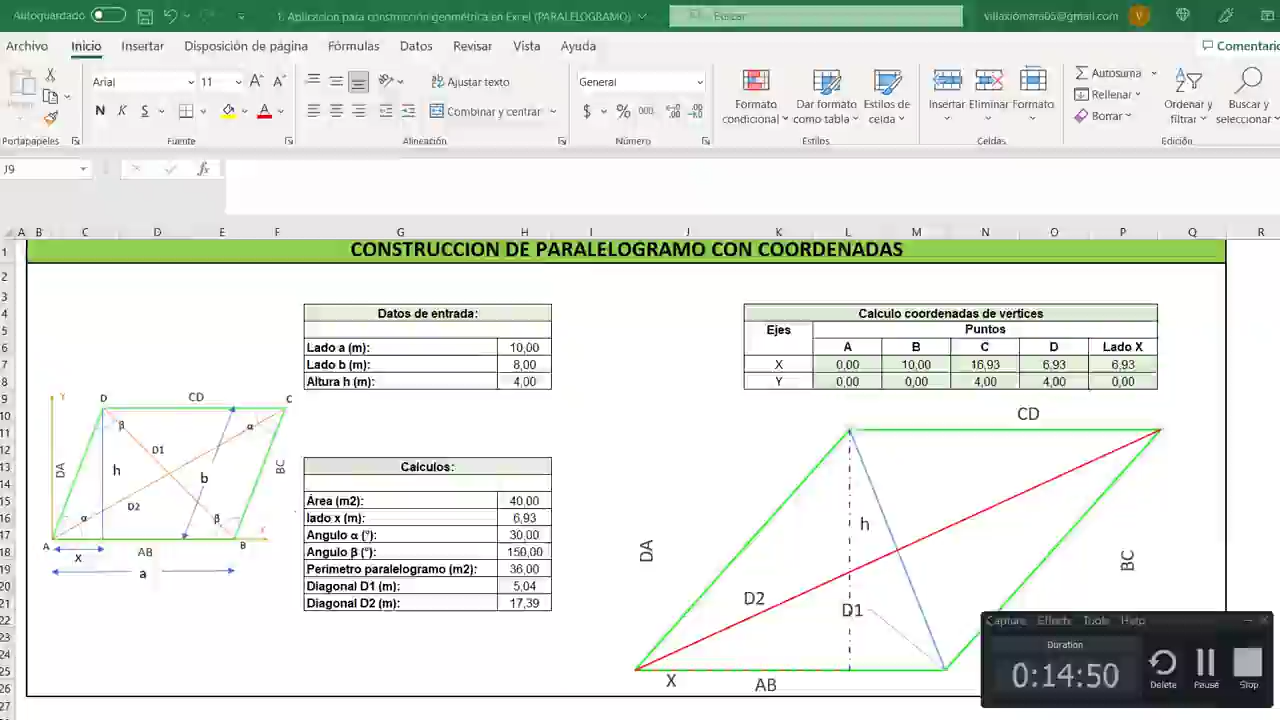 Autoguardado
1. Aplicacion para construcción geométrica en Excel (PARALELOGRAMO)
Buscar
villaxiomara05@gmail.com
V
Archivo Inicio Insertar Disposición de página Fórmulas Datos Revisar Vista Ayuda
Comentario
Arial 11
Ajustar texto
General
Autosuma
Rellenar
Borrar
N K S
Combinar y centrar
$ % 000
Formato condicional
Dar formato como tabla
Estilos de celda
Insertar Eliminar Formato
Ordenar y filtrar
Buscar y seleccionar
Portapapeles Fuente Alineación Número Estilos Celdas Edición
J9
fx
A B C D E F G H I J K L M N O P Q R
CONSTRUCCION DE PARALELOGRAMO CON COORDENADAS
Datos de entrada:
Lado a (m): 10,00
Lado b (m): 8,00
Altura h (m): 4,00
Calculo coordenadas de vertices
Ejes Puntos
A B C D Lado X
X 0,00 10,00 16,93 6,93 6,93
Y 0,00 0,00 4,00 4,00 0,00
Y
D CD C
β α
D1
DA h b BC
D2
α β
A X AB B
a
Calculos:
Área (m2): 40,00
lado x (m): 6,93
Angulo α (°): 30,00
Angulo β (°): 150,00
Perimetro paralelogramo (m2): 36,00
Diagonal D1 (m): 5,04
Diagonal D2 (m): 17,39
CD
h
DA
BC
D2
D1
X
AB
Capture Effects Tools Help
Duration
0:14:50
Delete Pause Stop